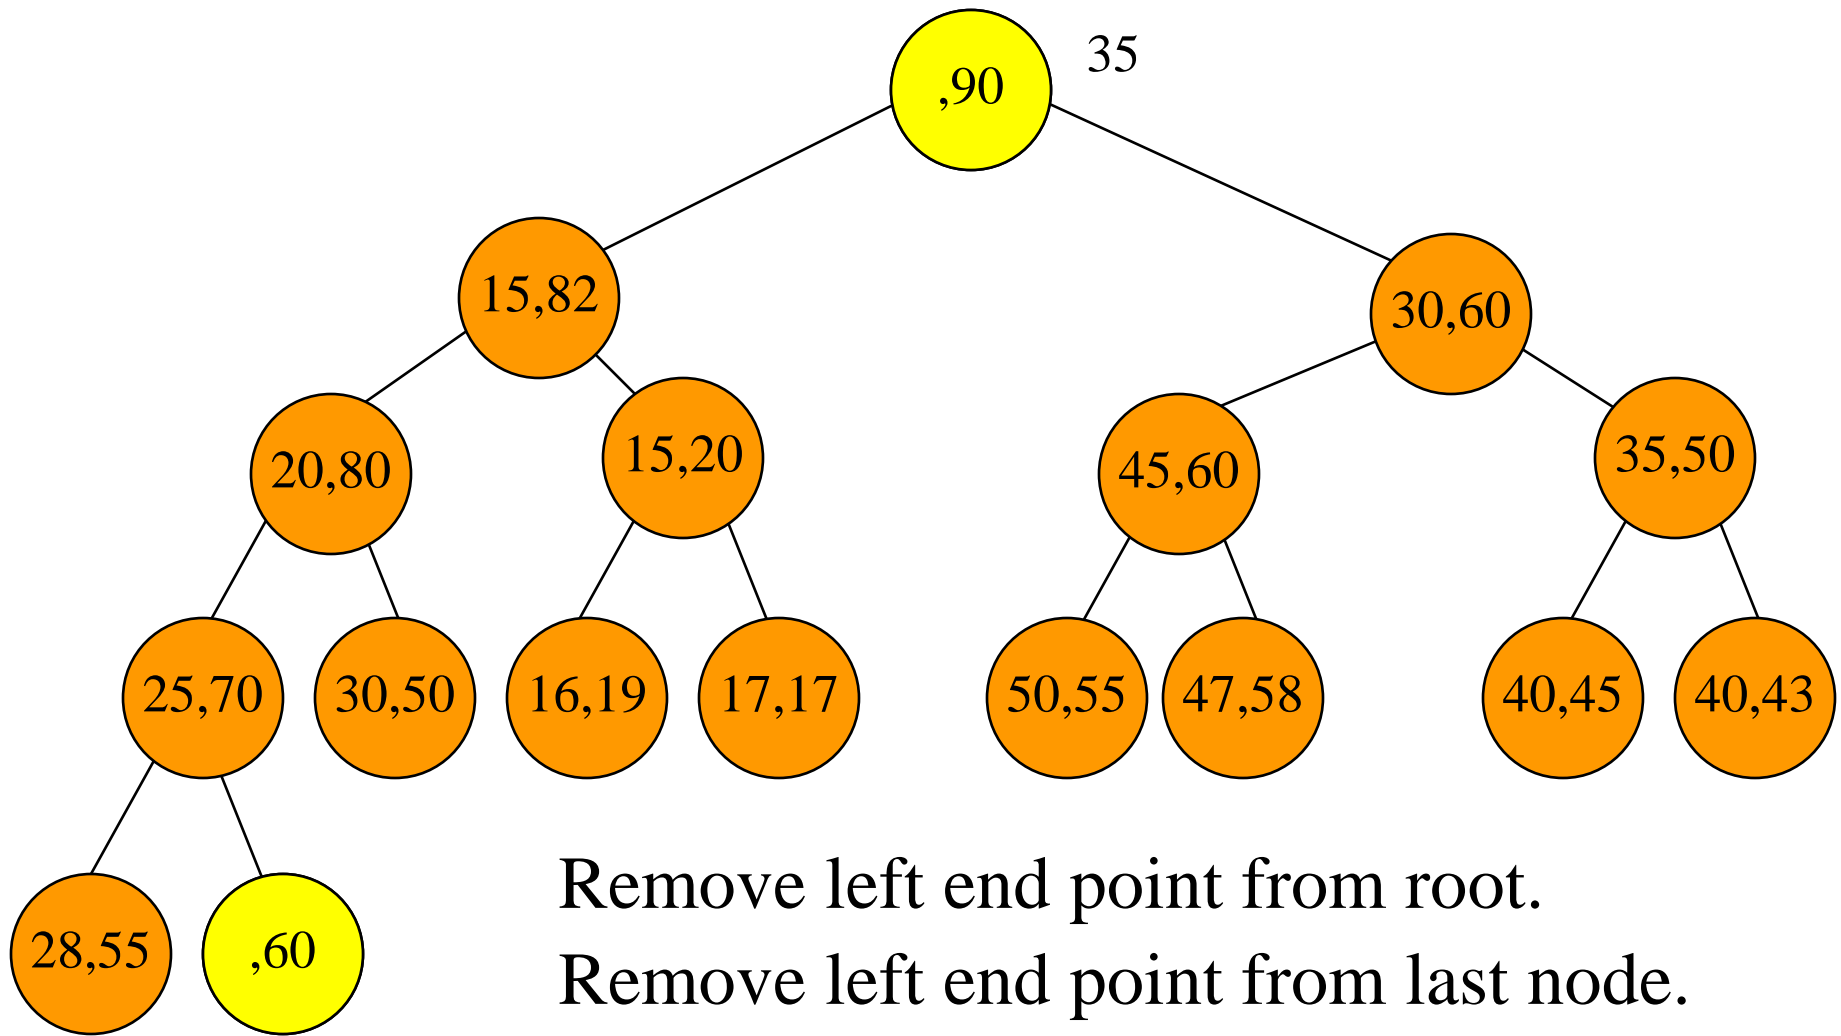 ,90 35
15,82 30,60
20,80 15,20 45,60 35,50
25,70 30,50 16,19 17,17 50,55 47,58 40,45 40,43
28,55 ,60
Remove left end point from root.
Remove left end point from last node.